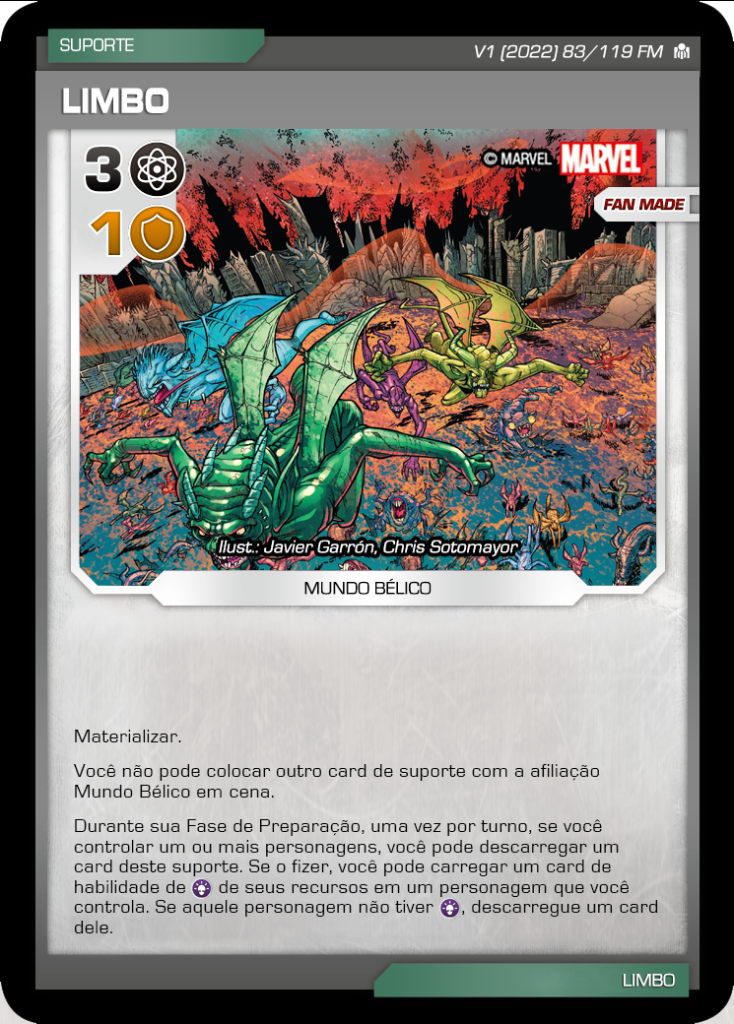 SUPORTE
V1 (2022) 83/119 FM
LIMBO
3
© MARVEL MARVEL
FAN MADE
1
Ilust.: Javier Garrón, Chris Sotomayor
MUNDO BÉLICO
Materializar.
Você não pode colocar outro card de suporte com a afiliação
Mundo Bélico em cena.
Durante sua Fase de Preparação, uma vez por turno, se você
controlar um ou mais personagens, você pode descarregar um
card deste suporte. Se o fizer, você pode carregar um card de
habilidade de de seus recursos em um personagem que você
controla. Se aquele personagem não tiver , descarregue um card
dele.
LIMBO